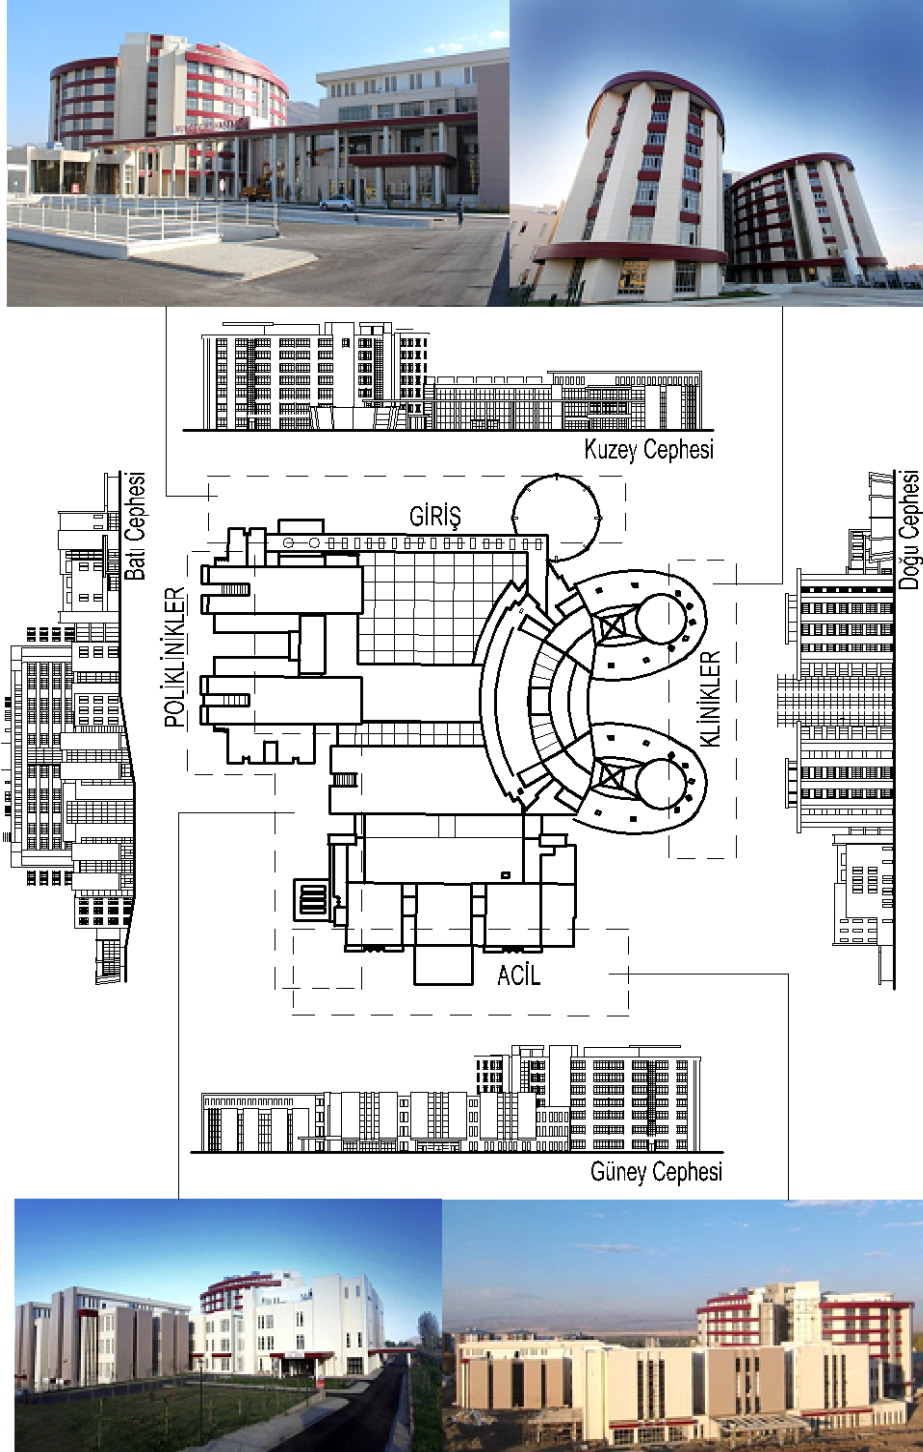 Kuzey Cephesi
Batı Cephesi
Doğu Cephesi
GİRİŞ
POLİKLİNİKLER
KLİNİKLER
ACİL
Güney Cephesi